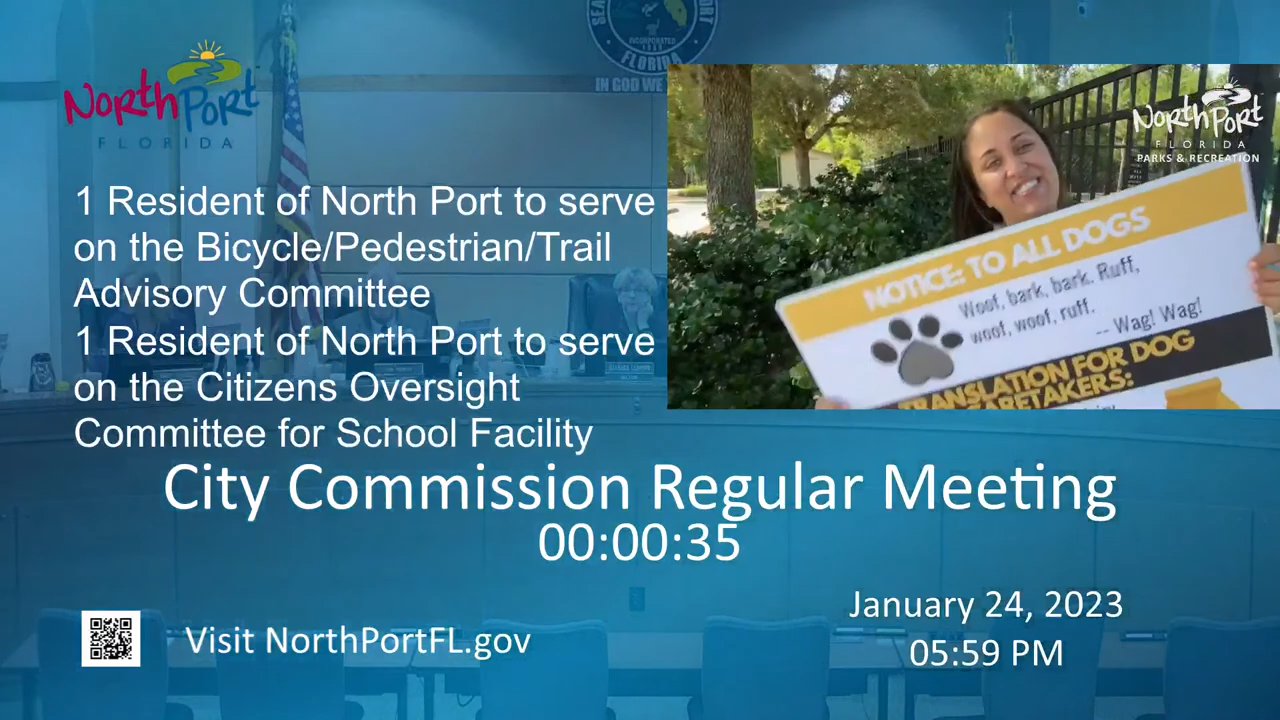 NORTH PORT
FLORIDA
SEAL
PORT
INCORPORATED
FLORIDA
IN GOD WE
1 Resident of North Port to serve
on the Bicycle/Pedestrian/Trail
Advisory Committee
1 Resident of North Port to serve
on the Citizens Oversight
Committee for School Facility
NORTH PORT
FLORIDA
PARKS & RECREATION
NOTICE: TO ALL DOGS
Woof, bark, bark. Ruff,
woof, woof, ruff.
-- Wag! Wag!
TRANSLATION FOR DOG
CARETAKERS:
City Commission Regular Meeting
00:00:35
Visit NorthPortFL.gov
January 24, 2023
05:59 PM